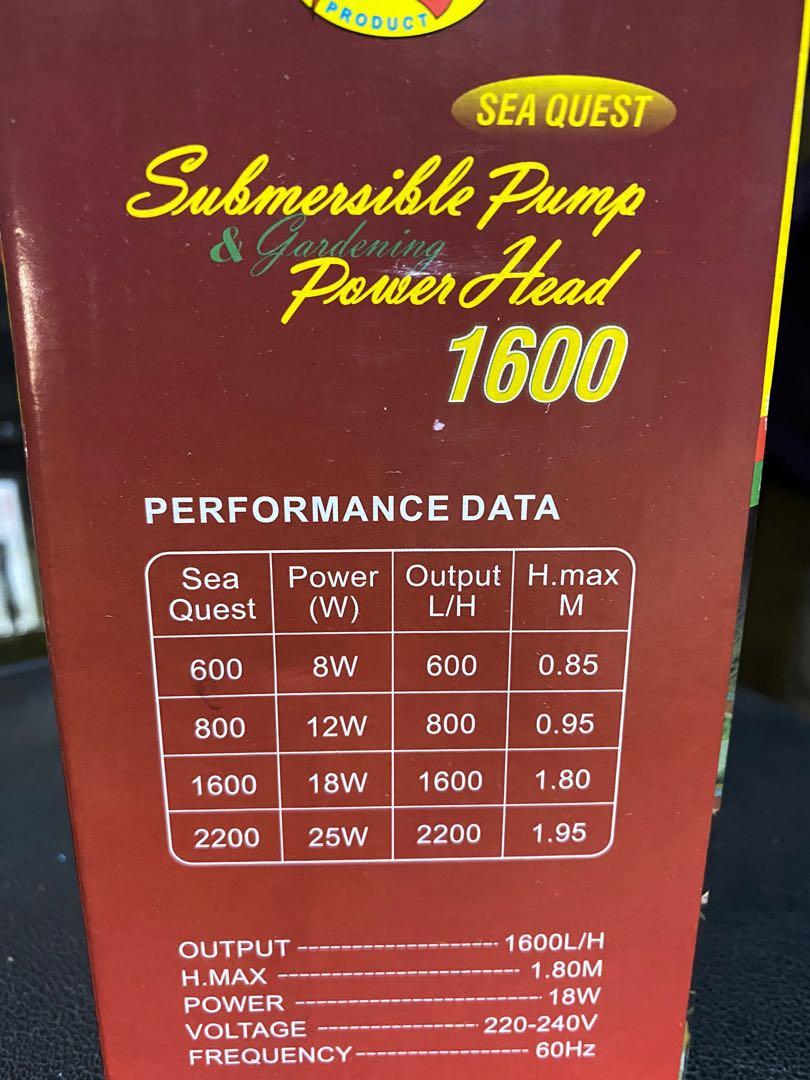 PRODUCT
SEA QUEST
Submersible Pump
& Gardening
Power Head
1600
PERFORMANCE DATA
Sea Quest Power (W) Output L/H H.max M
600 8W 600 0.85
800 12W 800 0.95
1600 18W 1600 1.80
2200 25W 2200 1.95
OUTPUT -------------------- 1600L/H
H.MAX ------------------------ 1.80M
POWER ------------------------ 18W
VOLTAGE ---------------- 220-240V
FREQUENCY----------------- 60Hz